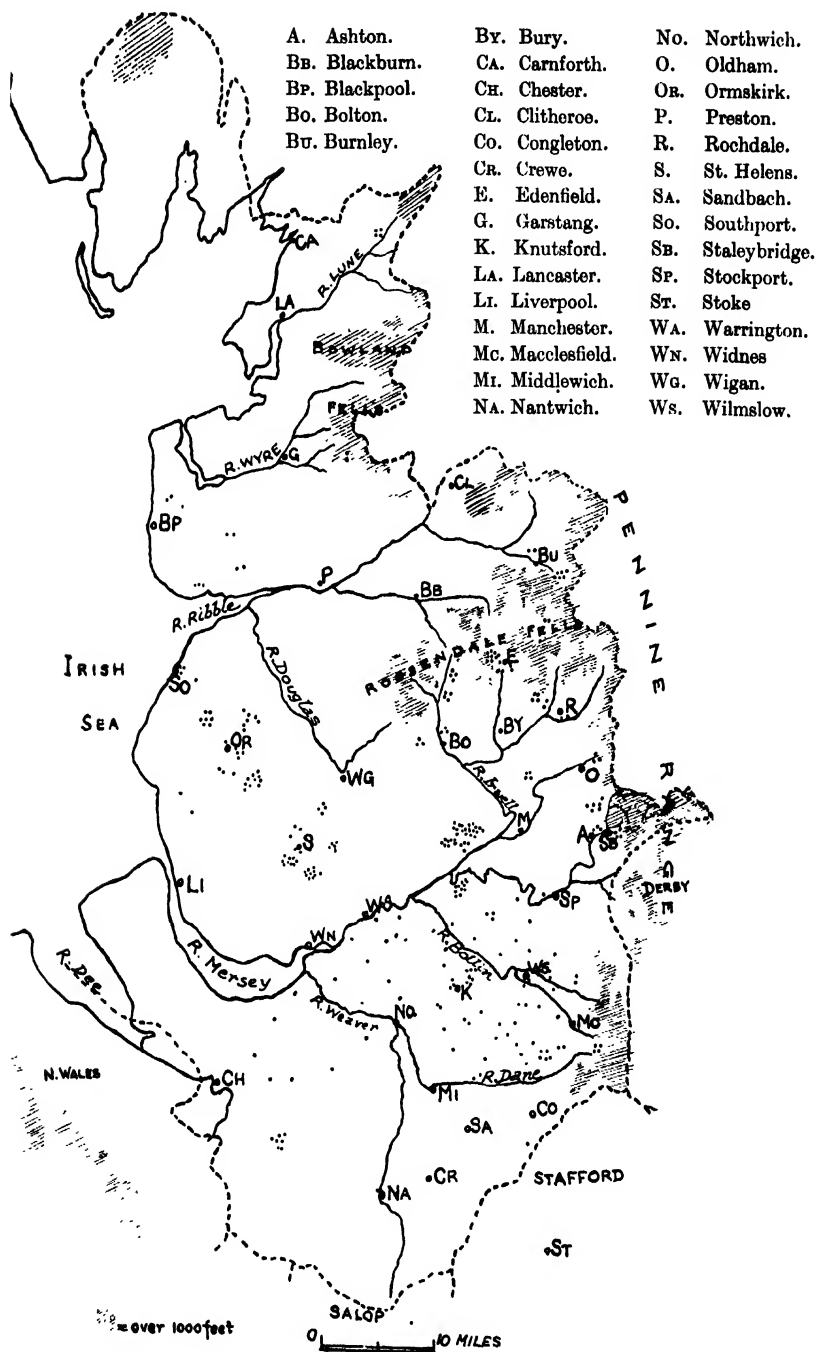 A. Ashton.
BB. Blackburn.
BP. Blackpool.
BO. Bolton.
BU. Burnley.
BY. Bury.
CA. Carnforth.
CH. Chester.
CL. Clitheroe.
CO. Congleton.
CR. Crewe.
E. Edenfield.
G. Garstang.
K. Knutsford.
LA. Lancaster.
LI. Liverpool.
M. Manchester.
MC. Macclesfield.
MI. Middlewich.
NA. Nantwich.
NO. Northwich.
O. Oldham.
OR. Ormskirk.
P. Preston.
R. Rochdale.
S. St. Helens.
SA. Sandbach.
SO. Southport.
SB. Staleybridge.
SP. Stockport.
ST. Stoke
WA. Warrington.
WN. Widnes
WG. Wigan.
WS. Wilmslow.
CA
R. LUNE
LA
BOWLAND
FELLS
R. WYRE
G
CL
BP
PENNINE
RANGE
BU
P
BB
R. Ribble
ROSSENDALE FELLS
IRISH
SEA
SO
R. Douglas
E
R
BY
OR
BO
WG
R. Irwell
O
M
A
SB
S
LI
DERBY
SP
WA
WN
R. Mersey
R. Bollin
WS
R. Dee
K
R. Weaver
NO
MC
N. WALES
CH
R. Dane
MI
CO
SA
CR
STAFFORD
NA
ST
SALOP
= over 1000 feet
0 10 MILES